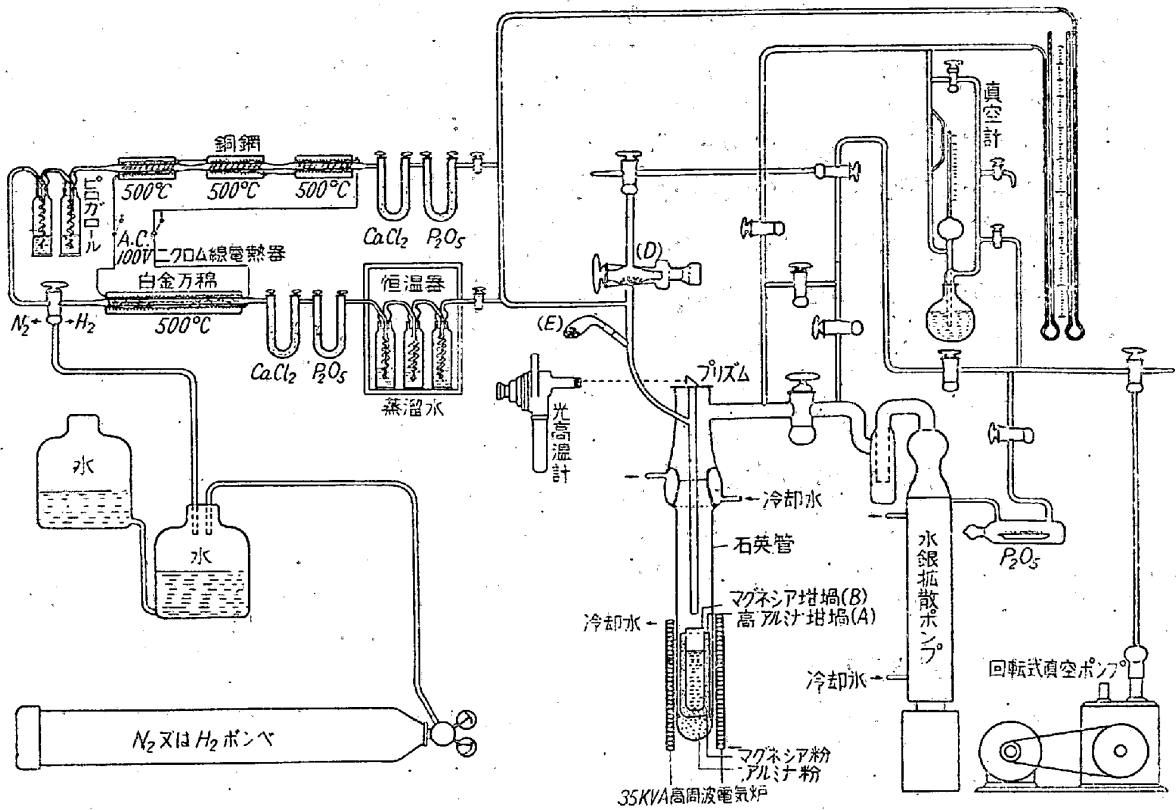 銅網
500°C
500°C
500°C
ピロガロール
CaCl₂
P₂O₅
A.C.
100V
ニクロム線電熱器
白金万稿
500°C
N₂
H₂
CaCl₂
P₂O₅
恒温器
蒸溜水
(D)
(E)
プリズム
光高温計
真空計
水
水
冷却水
石英管
マグネシア坩堝(B)
高アルミナ坩堝(A)
冷却水
水銀拡散ポンプ
P₂O₅
冷却水
回転式真空ポンプ
N₂又はH₂ボンベ
マグネシア粉
アルミナ粉
35KVA高周波電気炉